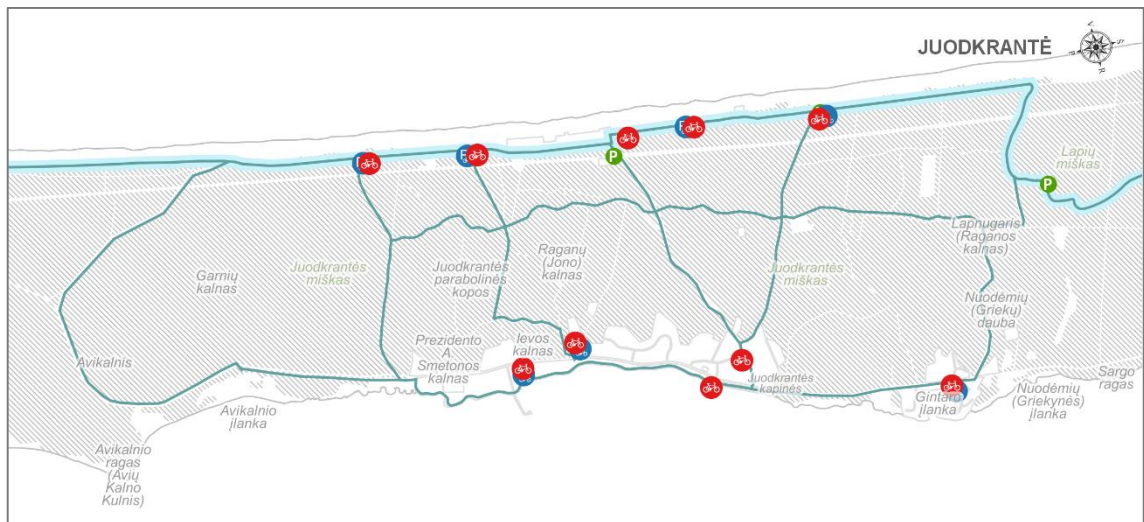 JUODKRANTĖ
V
Š
P
R
P
P
Lapių
miškas
Lapnugaris
(Raganos
kalnas)
Garnių
kalnas
Juodkrantės
miškas
Juodkrantės
parabolinės
kopos
Raganų
(Jono)
kalnas
Juodkrantės
miškas
Nuodėmių
(Griekų)
dauba
Avikalnis
Prezidento
A.
Smetonos
kalnas
Ievos
kalnas
Juodkrantės
kapinės
Gintaro
įlanka
Nuodėmių
(Griekynės)
įlanka
Sargo
ragas
Avikalnio
įlanka
Avikalnio
ragas
(Avių
Kalno
Kulnis)